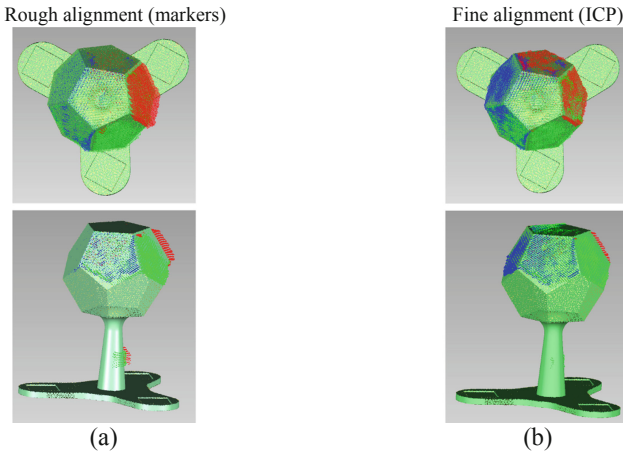 Rough alignment (markers)
Fine alignment (ICP)
(a)
(b)